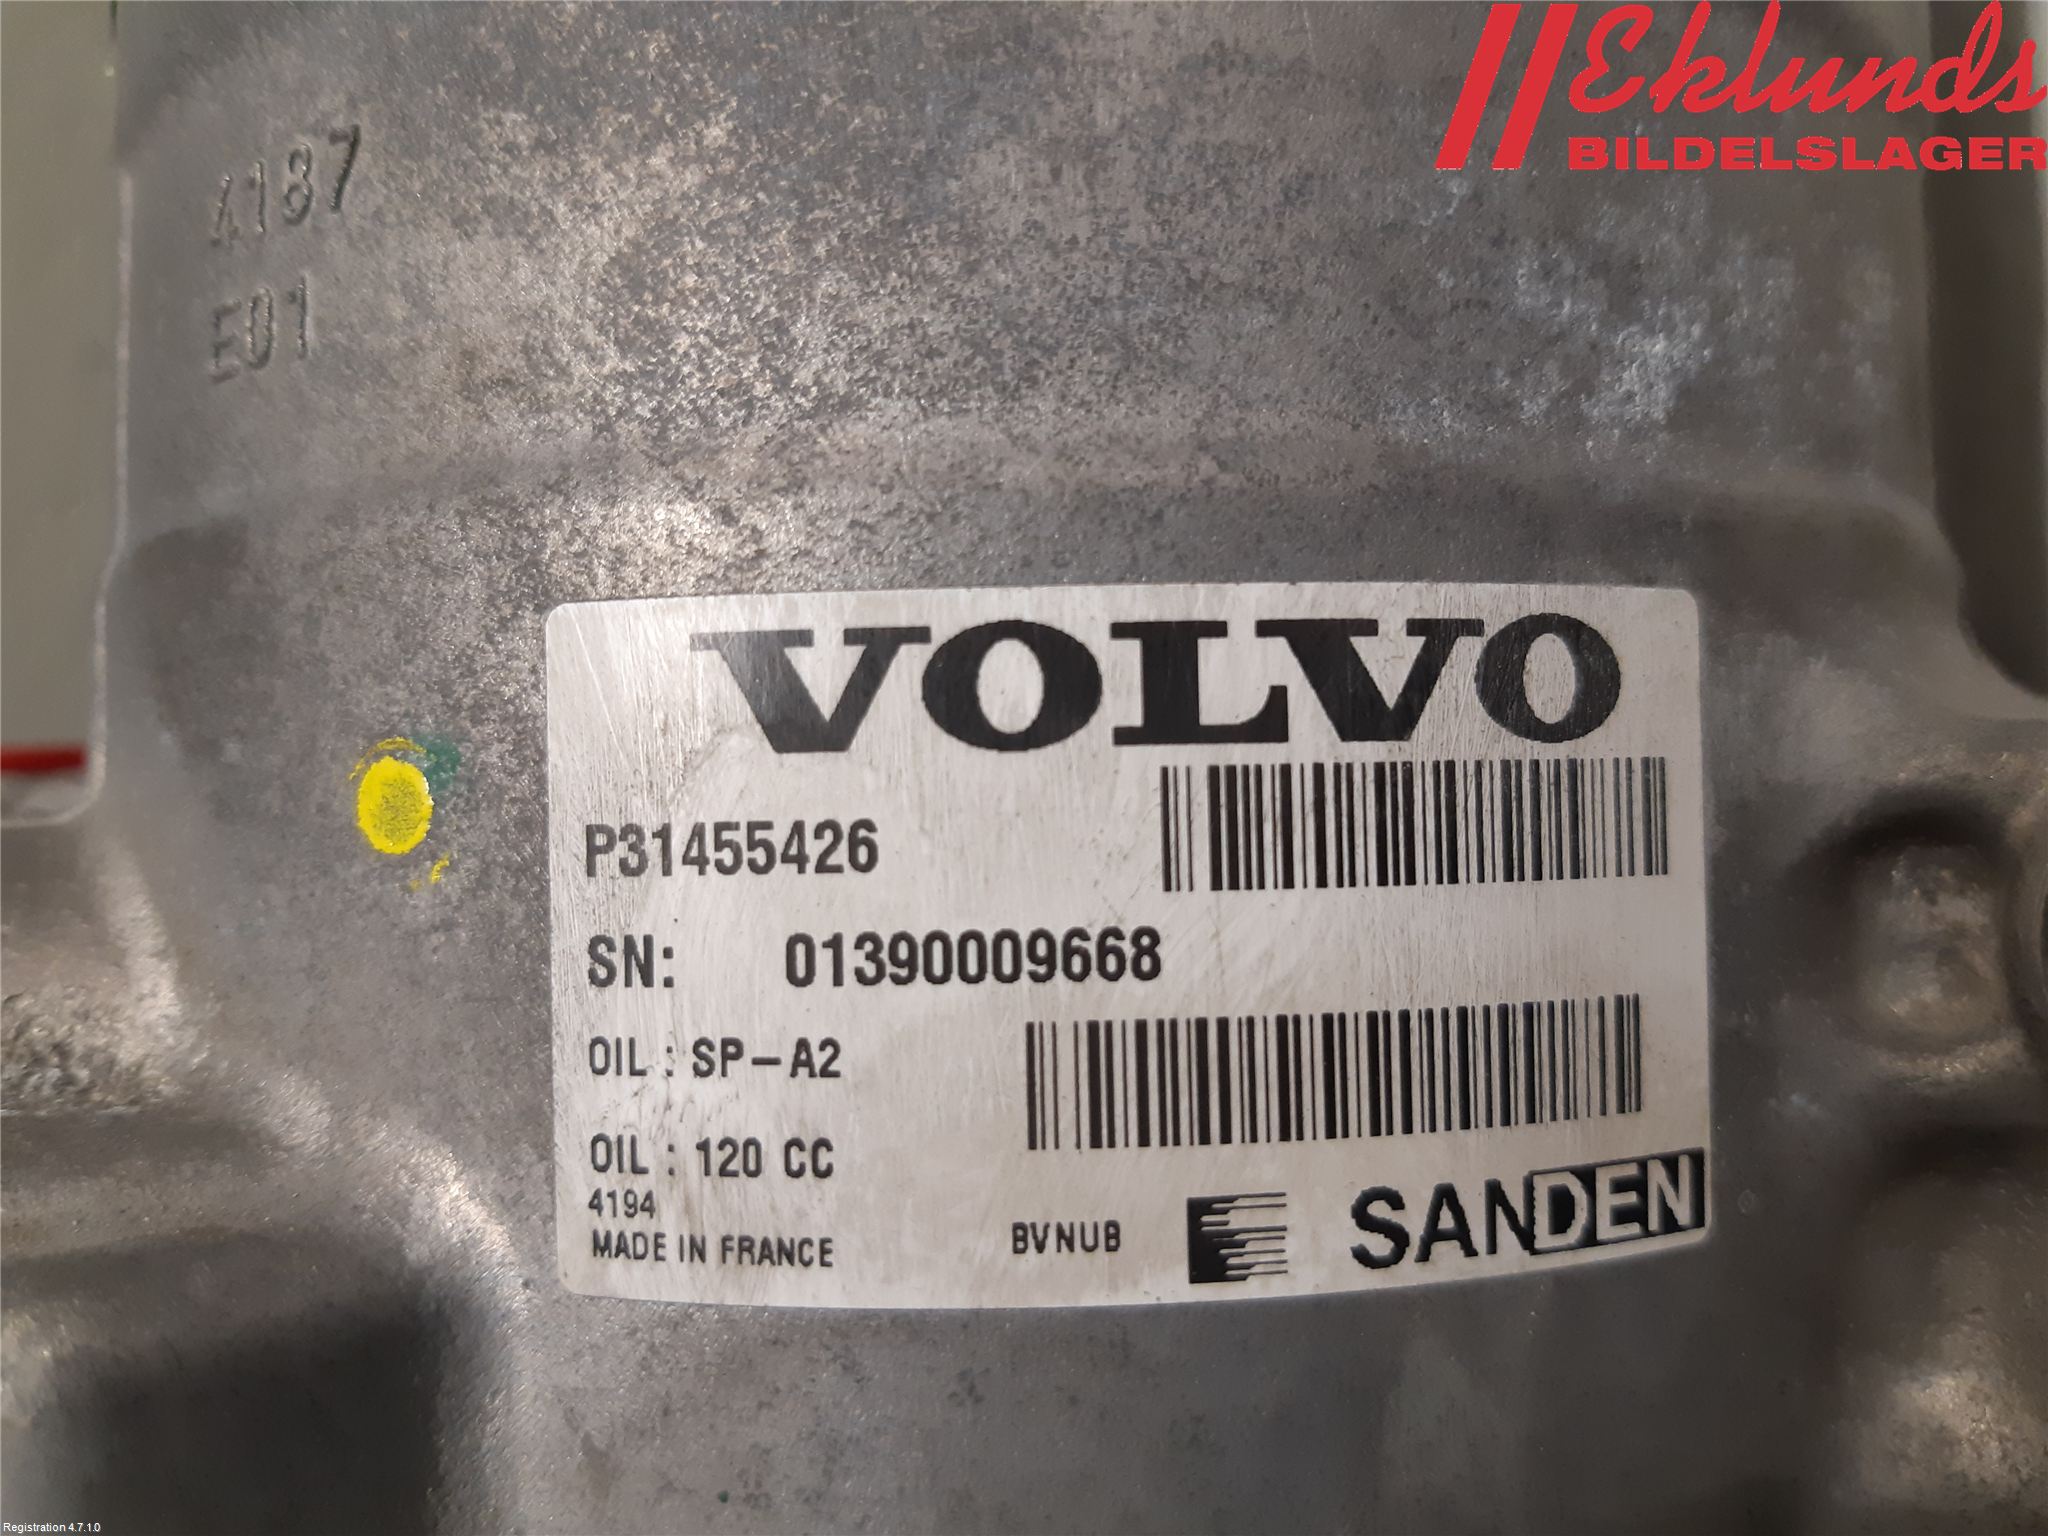 Eklunds
BILDELSLAGER
4187
E01
VOLVO
P31455426
SN: 01390009668
OIL : SP-A2
OIL : 120 CC
4194
MADE IN FRANCE
BVNUB
SANDEN
Registration 4.7.1.0